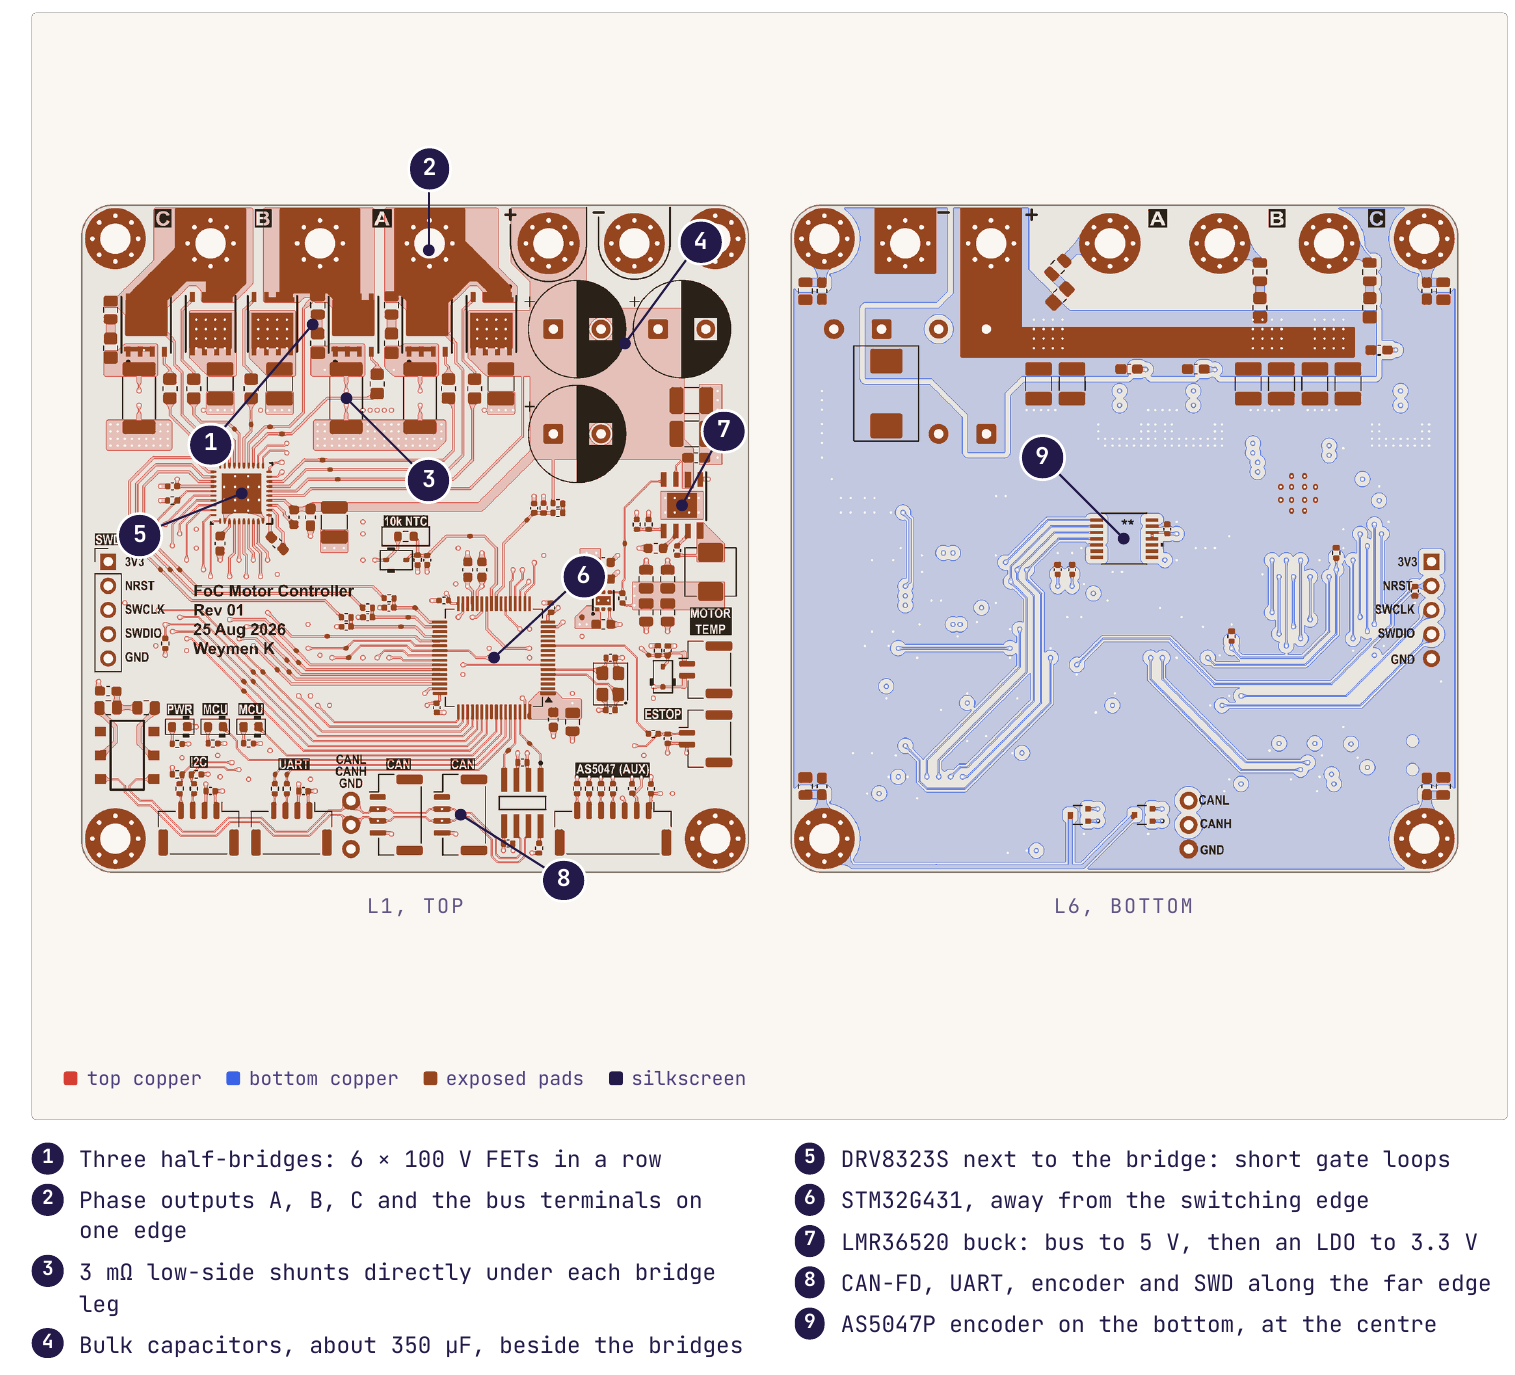 2
C B A + −
4
+ +
1
+
7
3
5
10k NTC
3V3
6
NRST
FoC Motor Controller
SWCLK
Rev 01
SWDIO
25 Aug 2026
GND
Weymen K
MOTOR
TEMP
PWR MCU MCU
ESTOP
I2C UART
CANL
CANH
GND
CAN CAN
AS5047 (AUX)
8
L1, TOP
− + A B C
9
**
3V3
NRST
SWCLK
SWDIO
GND
CANL
CANH
GND
L6, BOTTOM
top copper bottom copper exposed pads silkscreen
1 Three half-bridges: 6 × 100 V FETs in a row
2 Phase outputs A, B, C and the bus terminals on
one edge
3 3 mΩ low-side shunts directly under each bridge
leg
4 Bulk capacitors, about 350 µF, beside the bridges
5 DRV8323S next to the bridge: short gate loops
6 STM32G431, away from the switching edge
7 LMR36520 buck: bus to 5 V, then an LDO to 3.3 V
8 CAN-FD, UART, encoder and SWD along the far edge
9 AS5047P encoder on the bottom, at the centre